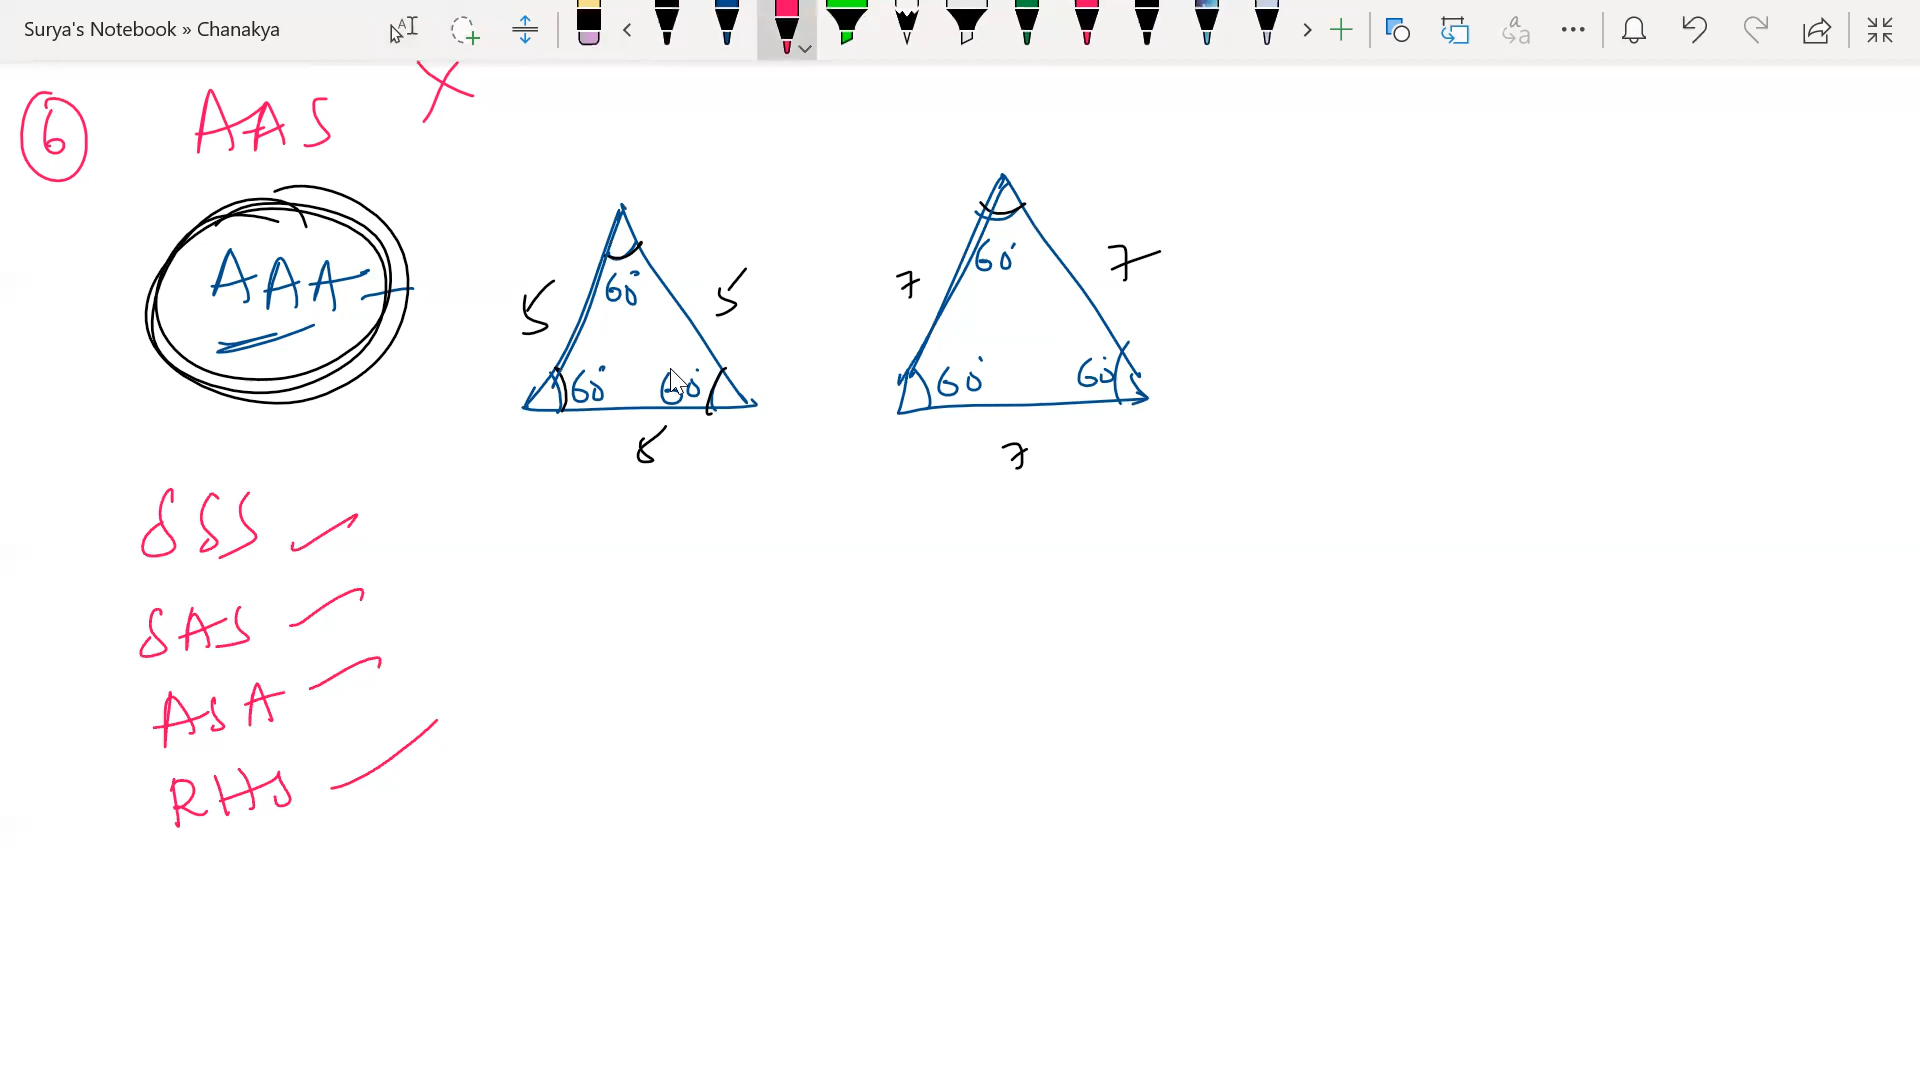 Surya's Notebook » Chanakya
6 AAS X
AAA
60° 60° 60°
5 5 5
60° 60° 60°
7 7 7
SSS ✓
SAS ✓
ASA ✓
RHS ✓